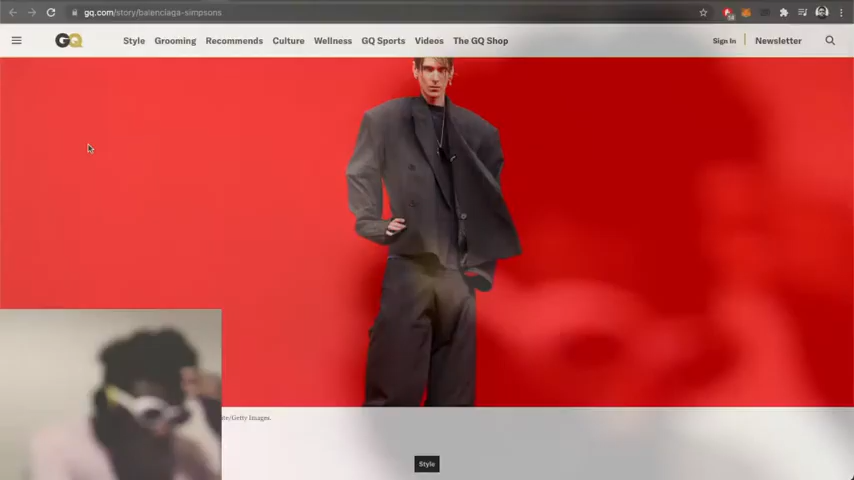 gq.com/story/balenciaga-simpsons
GQ Style Grooming Recommends Culture Wellness GQ Sports Videos The GQ Shop Sign In Newsletter
te/Getty Images.
Style